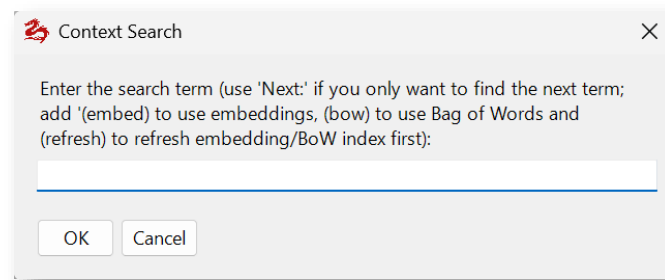 Context Search
Enter the search term (use 'Next:' if you only want to find the next term;
add '(embed) to use embeddings, (bow) to use Bag of Words and
(refresh) to refresh embedding/BoW index first):
OK Cancel